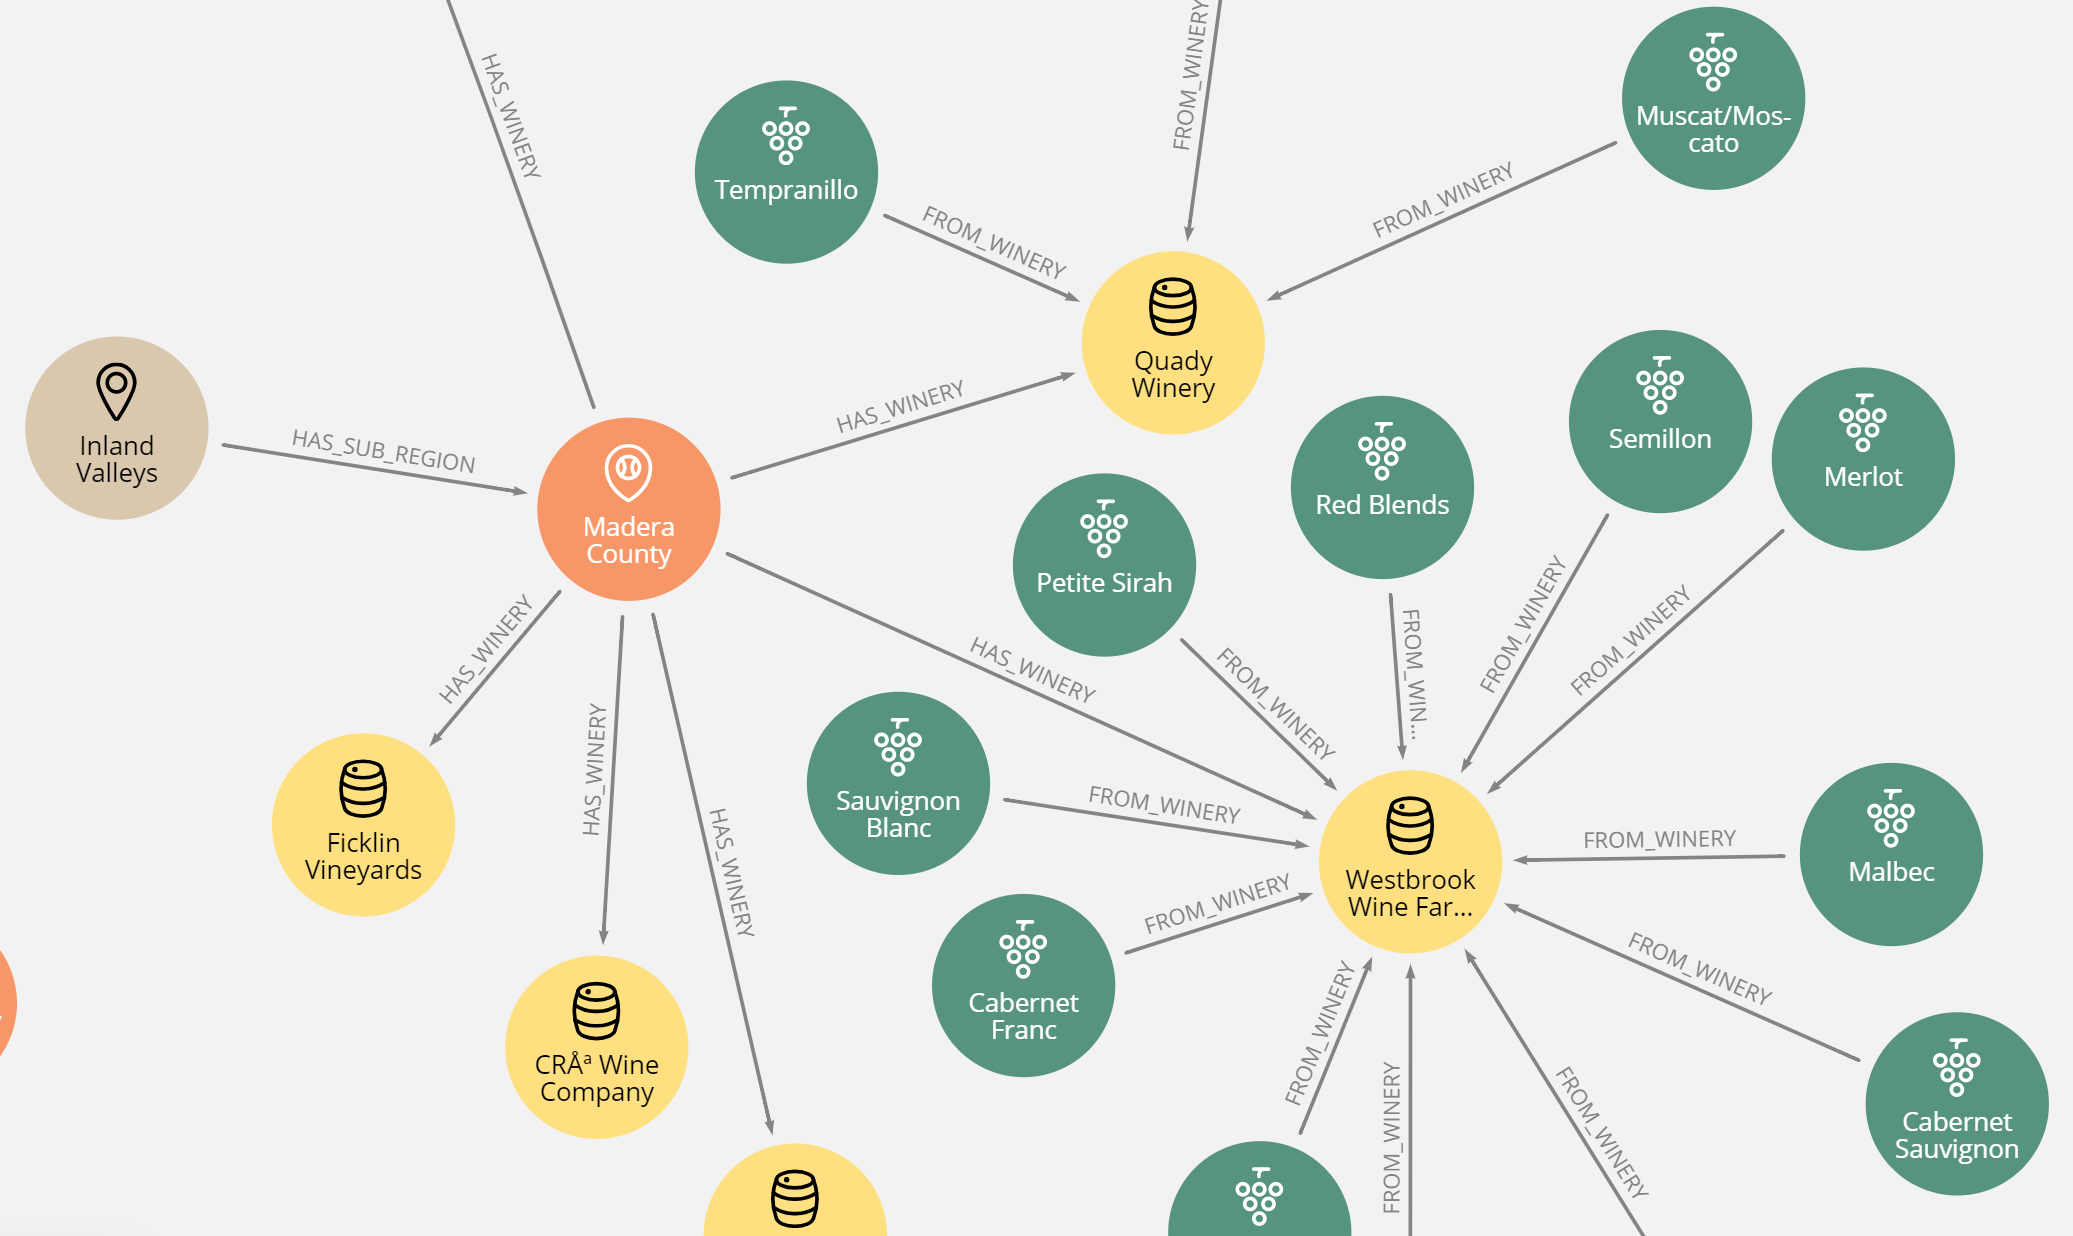 HAS_WINERY
FROM_WINERY
Muscat/Mos-
cato
Tempranillo
FROM_WINERY
FROM_WINERY
Quady
Winery
Inland
Valleys
HAS_SUB_REGION
HAS_WINERY
Madera
County
Semillon
Merlot
Red Blends
Petite Sirah
HAS_WINERY
HAS_WINERY
FROM_WINERY
FROM_WIN...
FROM_WINERY
FROM_WINERY
HAS_WINERY
HAS_WINERY
Sauvignon
Blanc
FROM_WINERY
Ficklin
Vineyards
Westbrook
Wine Far...
FROM_WINERY
Malbec
FROM_WINERY
FROM_WINERY
Cabernet
Franc
CRÅª Wine
Company
FROM_WINERY
FROM_WINERY
FROM_WINERY
Cabernet
Sauvignon